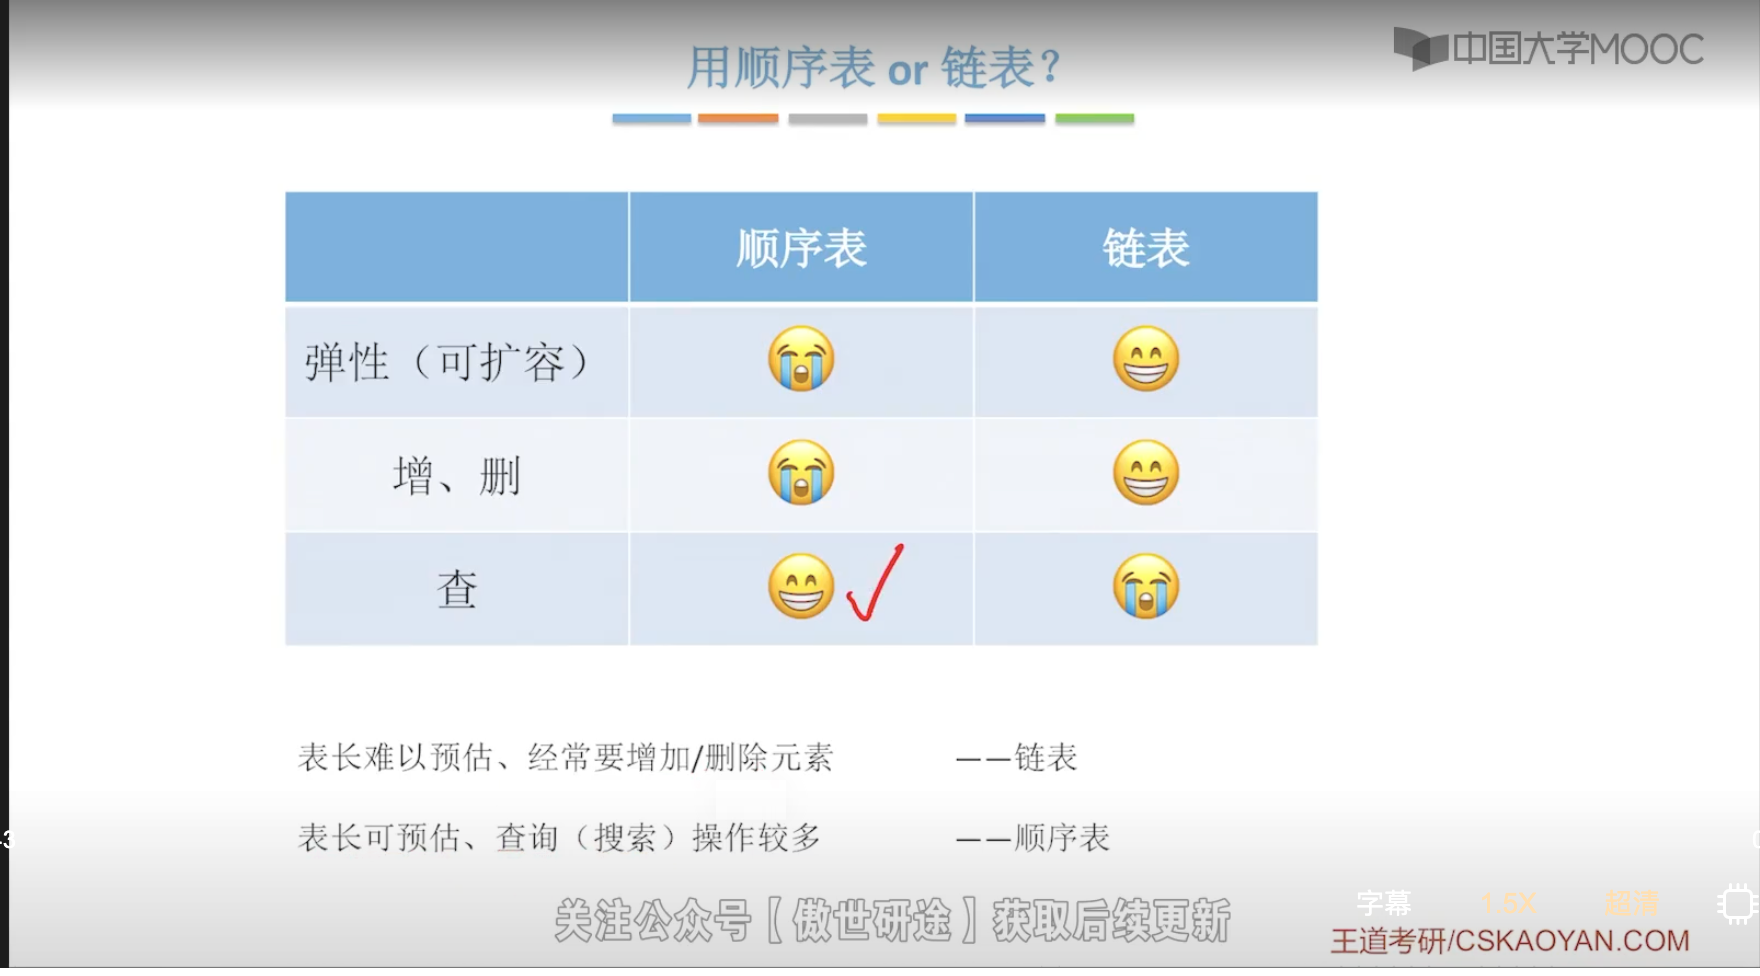 中国大学MOOC
用顺序表 or 链表？
顺序表 链表
弹性（可扩容）
增、删
查
表长难以预估、经常要增加/删除元素 ——链表
表长可预估、查询（搜索）操作较多 ——顺序表
关注公众号【傲世研途】获取后续更新
字幕 1.5X 超清
王道考研/CSKAOYAN.COM